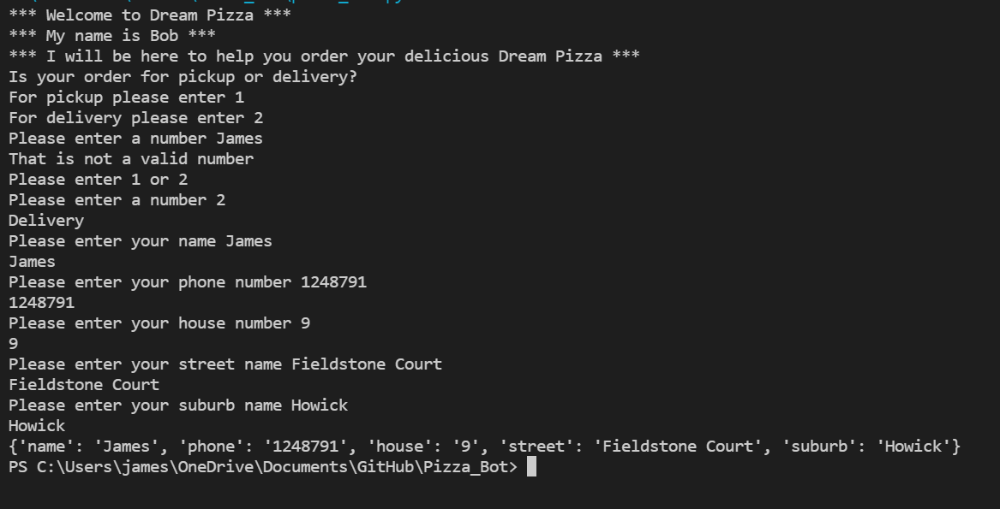 *** Welcome to Dream Pizza ***
*** My name is Bob ***
*** I will be here to help you order your delicious Dream Pizza ***
Is your order for pickup or delivery?
For pickup please enter 1
For delivery please enter 2
Please enter a number James
That is not a valid number
Please enter 1 or 2
Please enter a number 2
Delivery
Please enter your name James
James
Please enter your phone number 1248791
1248791
Please enter your house number 9
9
Please enter your street name Fieldstone Court
Fieldstone Court
Please enter your suburb name Howick
Howick
{'name': 'James', 'phone': '1248791', 'house': '9', 'street': 'Fieldstone Court', 'suburb': 'Howick'}
PS C:\Users\james\OneDrive\Documents\GitHub\Pizza_Bot>